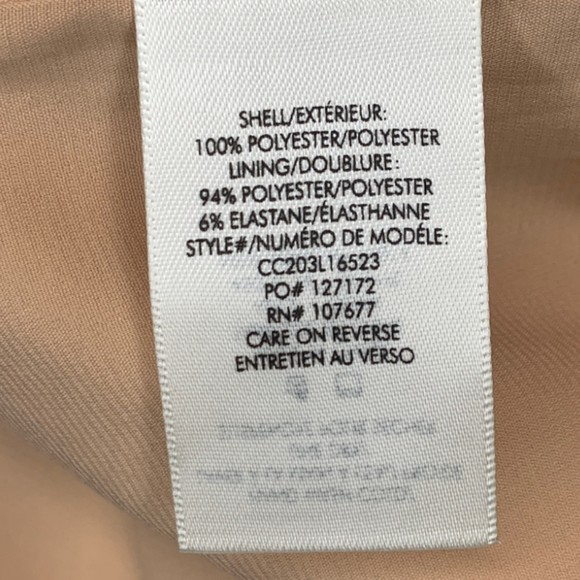 SHELL/EXTÉRIEUR:
100% POLYESTER/POLYESTER
LINING/DOUBLURE:
94% POLYESTER/POLYESTER
6% ELASTANE/ÉLASTHANNE
STYLE#/NUMÉRO DE MODÉLE:
CC203L16523
PO# 127172
RN# 107677
CARE ON REVERSE
ENTRETIEN AU VERSO